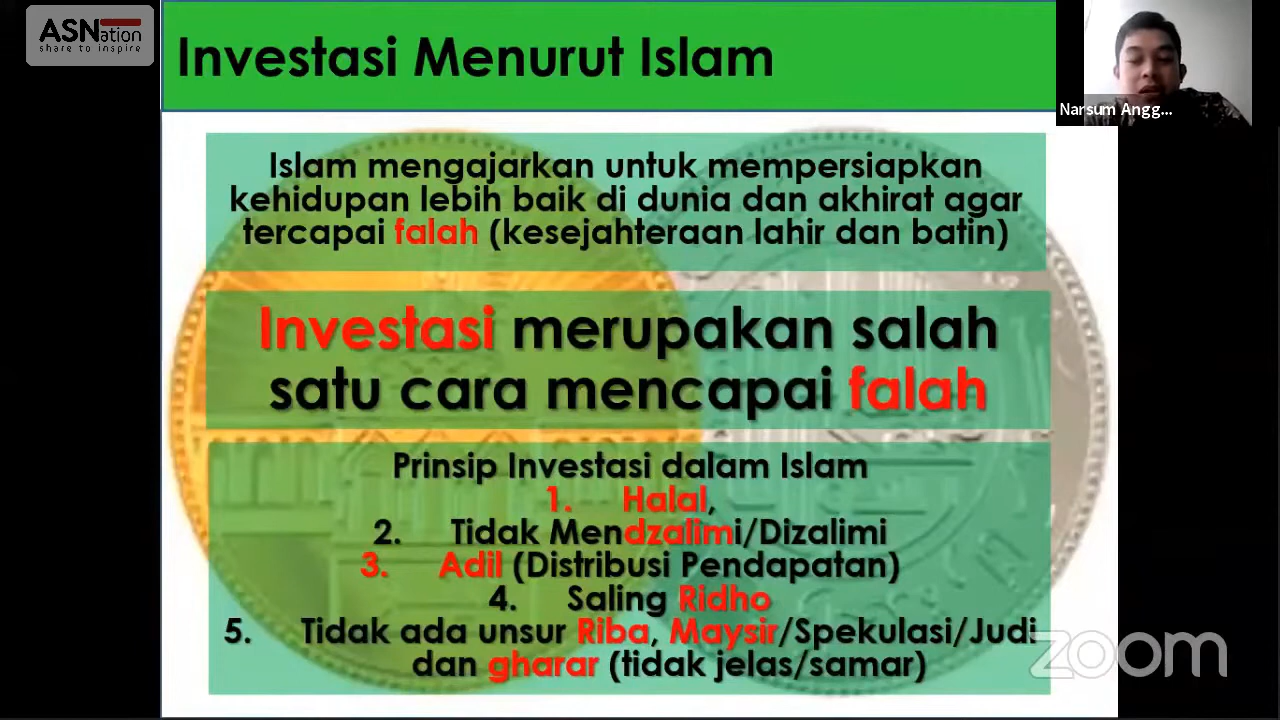 ASNation
share to inspire
Investasi Menurut Islam
Narsum Angg...
Islam mengajarkan untuk mempersiapkan
kehidupan lebih baik di dunia dan akhirat agar
tercapai falah (kesejahteraan lahir dan batin)
Investasi merupakan salah
satu cara mencapai falah
Prinsip Investasi dalam Islam
1. Halal,
2. Tidak Mendzalimi/Dizalimi
3. Adil (Distribusi Pendapatan)
4. Saling Ridho
5. Tidak ada unsur Riba, Maysir/Spekulasi/Judi
dan gharar (tidak jelas/samar)
zoom